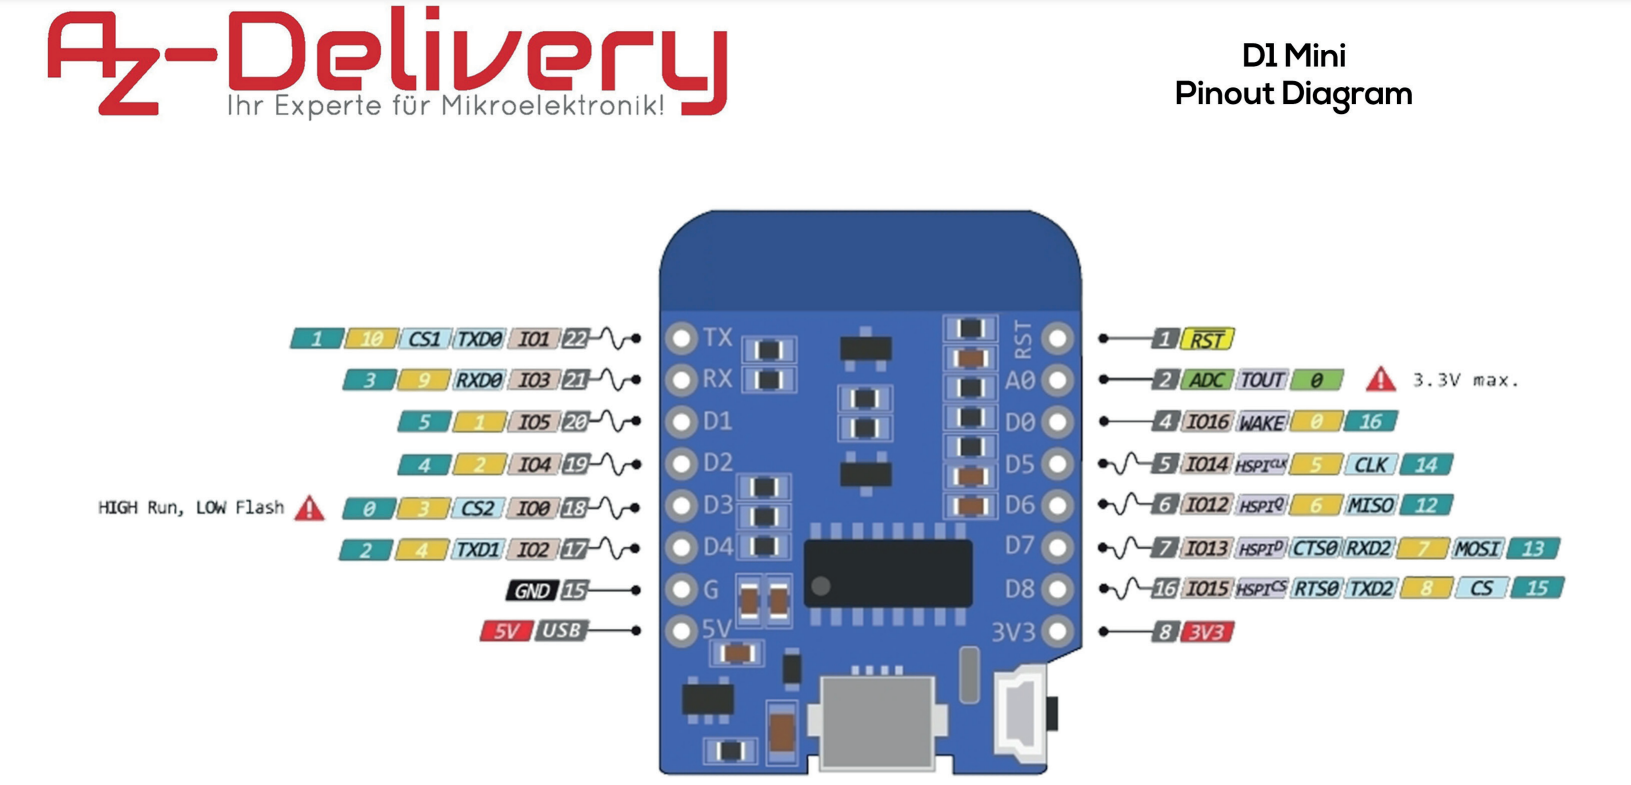 AZ-Delivery
Ihr Experte für Mikroelektronik!
D1 Mini
Pinout Diagram
1 10 CS1 TXD0 IO1 22 TX RST 1 RST
3 9 RXD0 IO3 21 RX A0 2 ADC TOUT 0 3.3V max.
5 1 IO5 20 D1 D0 4 IO16 WAKE 0 16
4 2 IO4 19 D2 D5 5 IO14 HSPICLK 5 CLK 14
HIGH Run, LOW Flash 0 3 CS2 IO0 18 D3 D6 6 IO12 HSPIQ 6 MISO 12
2 4 TXD1 IO2 17 D4 D7 7 IO13 HSPID CTS0 RXD2 7 MOSI 13
GND 15 G D8 16 IO15 HSPICS RTS0 TXD2 8 CS 15
5V USB 5V 3V3 8 3V3